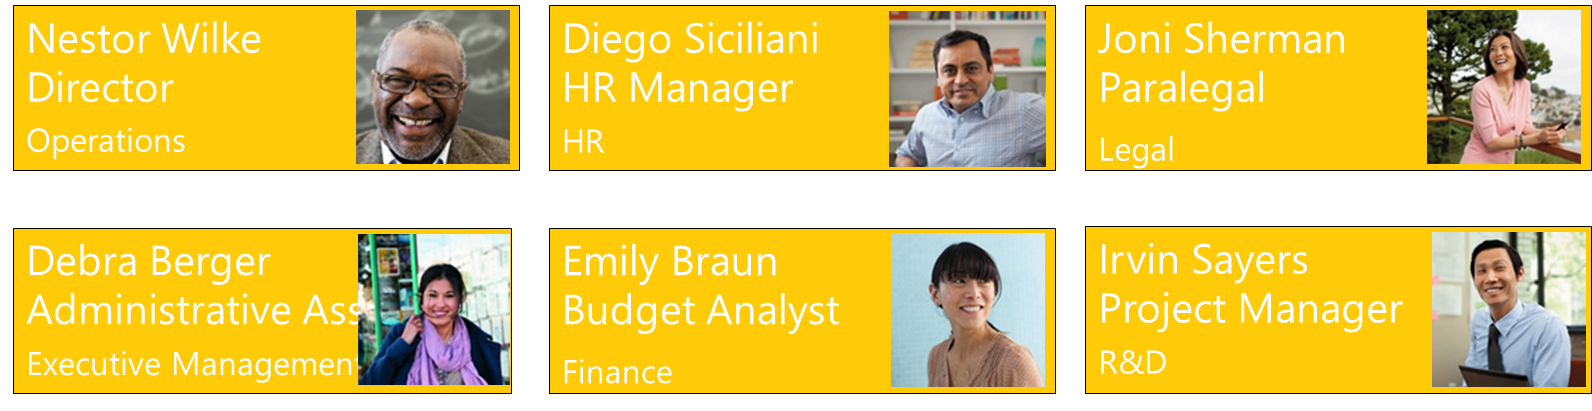 Nestor Wilke
Director
Operations
Diego Siciliani
HR Manager
HR
Joni Sherman
Paralegal
Legal
Debra Berger
Administrative Ass
Executive Management
Emily Braun
Budget Analyst
Finance
Irvin Sayers
Project Manager
R&D